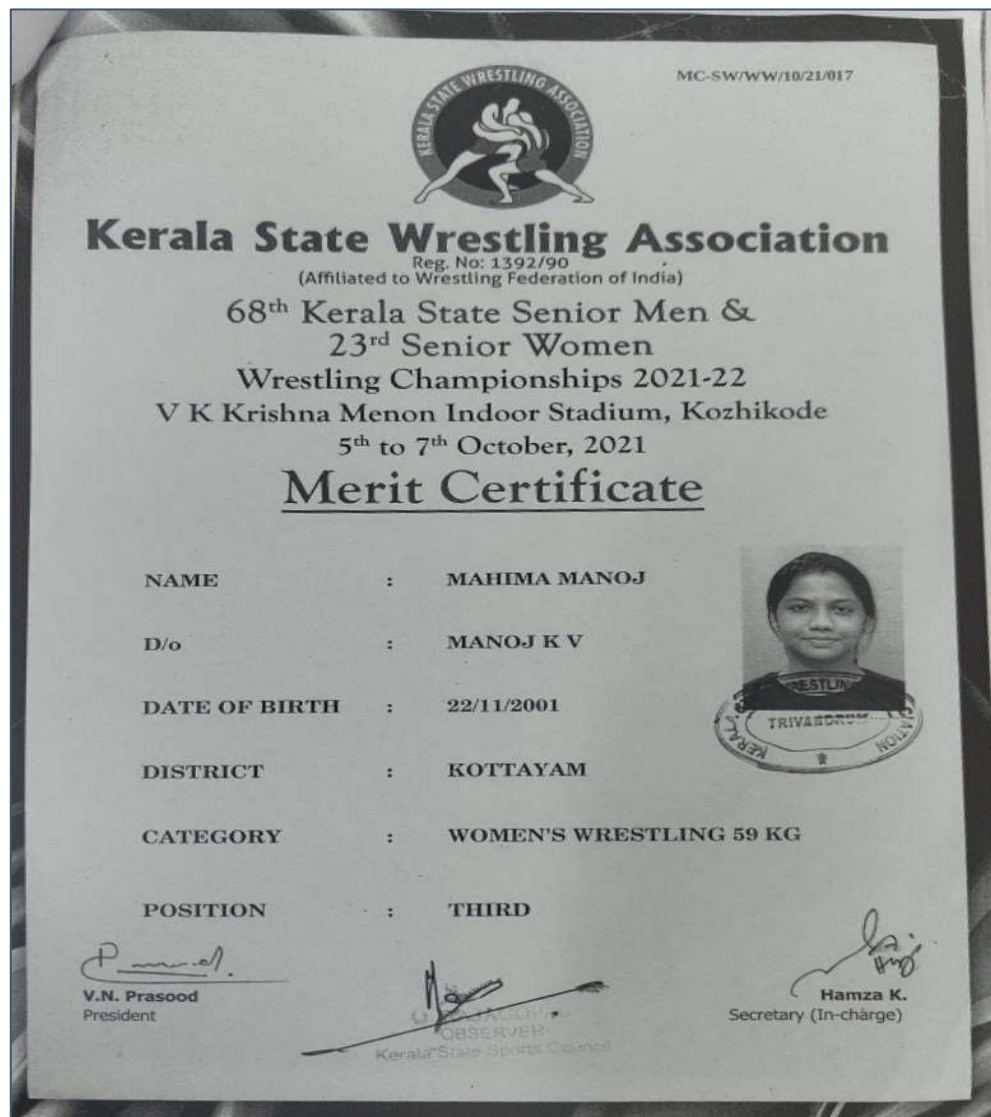 MC-SW/WW/10/21/017
KERALA STATE WRESTLING ASSOCIATION
Kerala State Wrestling Association
Reg. No: 1392/90
(Affiliated to Wrestling Federation of India)
68th Kerala State Senior Men &
23rd Senior Women
Wrestling Championships 2021-22
V K Krishna Menon Indoor Stadium, Kozhikode
5th to 7th October, 2021
Merit Certificate
NAME : MAHIMA MANOJ
D/o : MANOJ K V
DATE OF BIRTH : 22/11/2001
TRIVANDRUM
DISTRICT : KOTTAYAM
CATEGORY : WOMEN'S WRESTLING 59 KG
POSITION : THIRD
V.N. Prasood
President
OBSERVER
Kerala State Sports Council
Hamza K.
Secretary (In-charge)